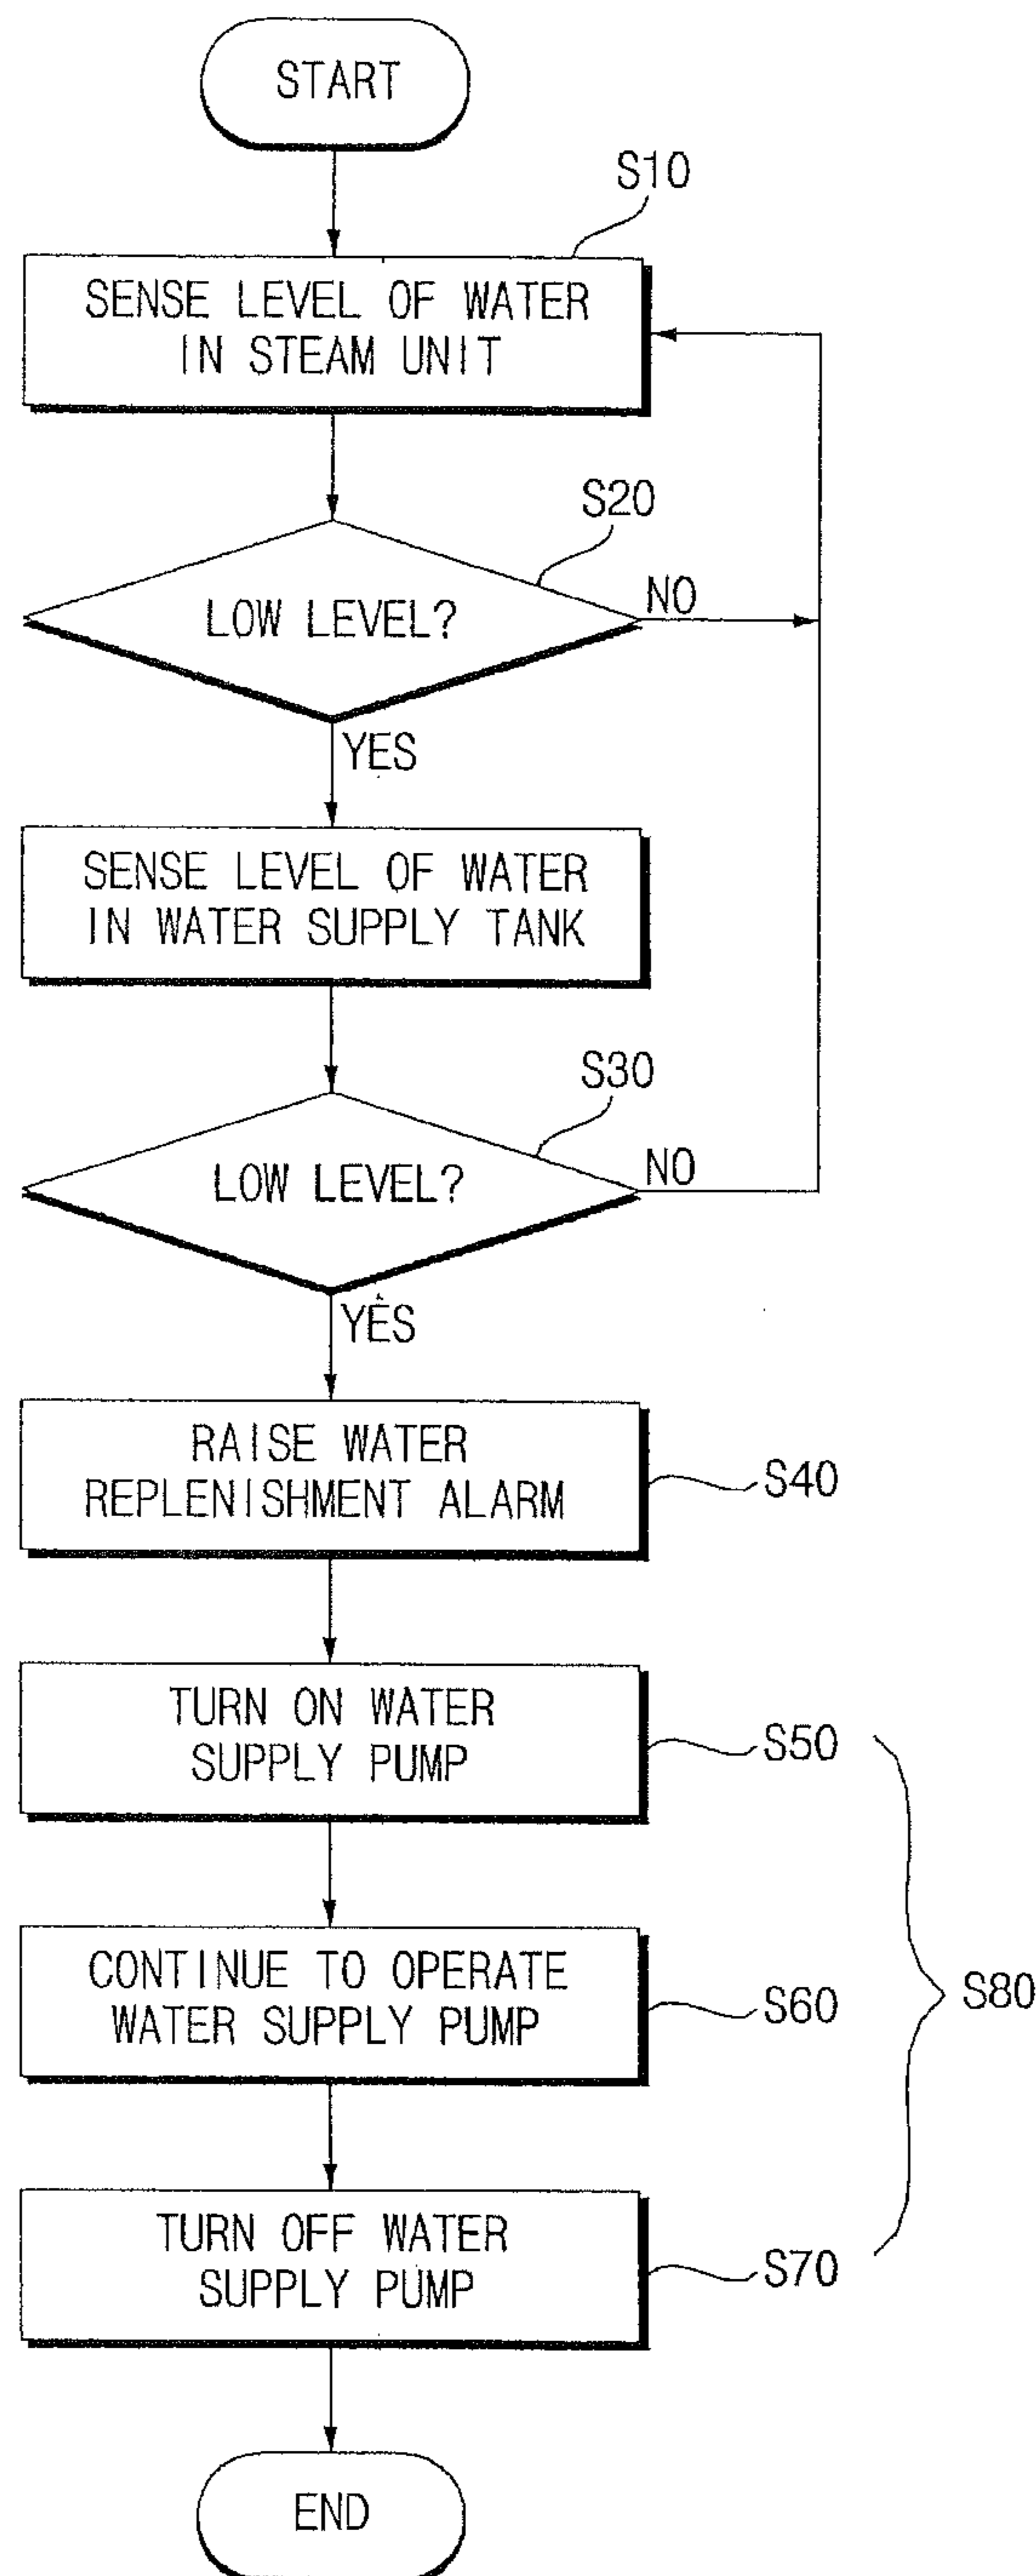 START
S10
SENSE LEVEL OF WATER
IN STEAM UNIT
S20
LOW LEVEL?
NO
YES
SENSE LEVEL OF WATER
IN WATER SUPPLY TANK
S30
LOW LEVEL?
NO
YES
RAISE WATER
REPLENISHMENT ALARM
S40
TURN ON WATER
SUPPLY PUMP
S50
CONTINUE TO OPERATE
WATER SUPPLY PUMP
S60
S80
TURN OFF WATER
SUPPLY PUMP
S70
END